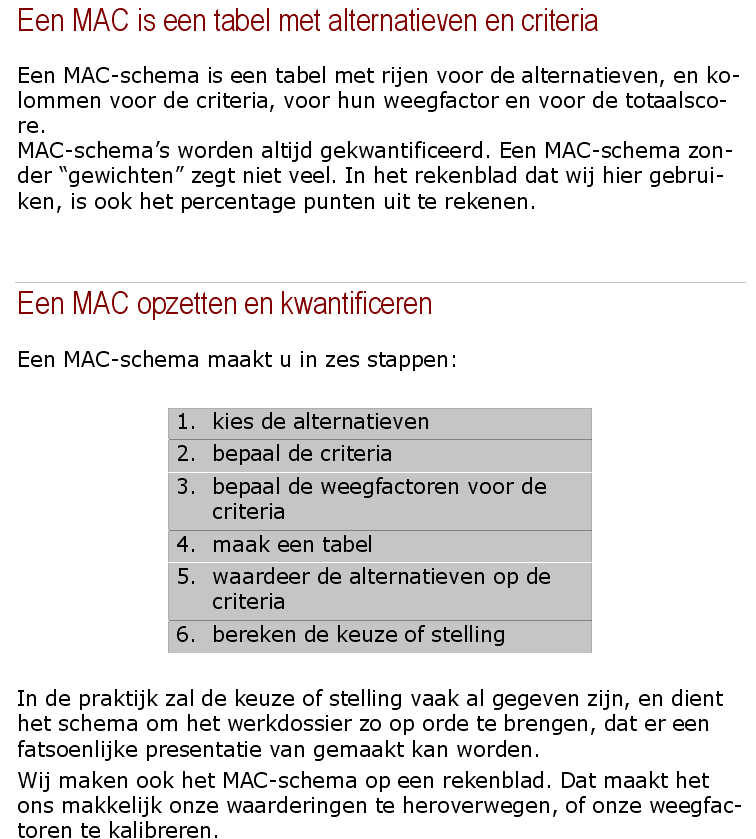 Een MAC is een tabel met alternatieven en criteria
Een MAC-schema is een tabel met rijen voor de alternatieven, en ko-
lommen voor de criteria, voor hun weegfactor en voor de totaalsco-
re.
MAC-schema’s worden altijd gekwantificeerd. Een MAC-schema zon-
der “gewichten” zegt niet veel. In het rekenblad dat wij hier gebrui-
ken, is ook het percentage punten uit te rekenen.
Een MAC opzetten en kwantificeren
Een MAC-schema maakt u in zes stappen:
1. kies de alternatieven
2. bepaal de criteria
3. bepaal de weegfactoren voor de
criteria
4. maak een tabel
5. waardeer de alternatieven op de
criteria
6. bereken de keuze of stelling
In de praktijk zal de keuze of stelling vaak al gegeven zijn, en dient
het schema om het werkdossier zo op orde te brengen, dat er een
fatsoenlijke presentatie van gemaakt kan worden.
Wij maken ook het MAC-schema op een rekenblad. Dat maakt het
ons makkelijk onze waarderingen te heroverwegen, of onze weegfac-
toren te kalibreren.